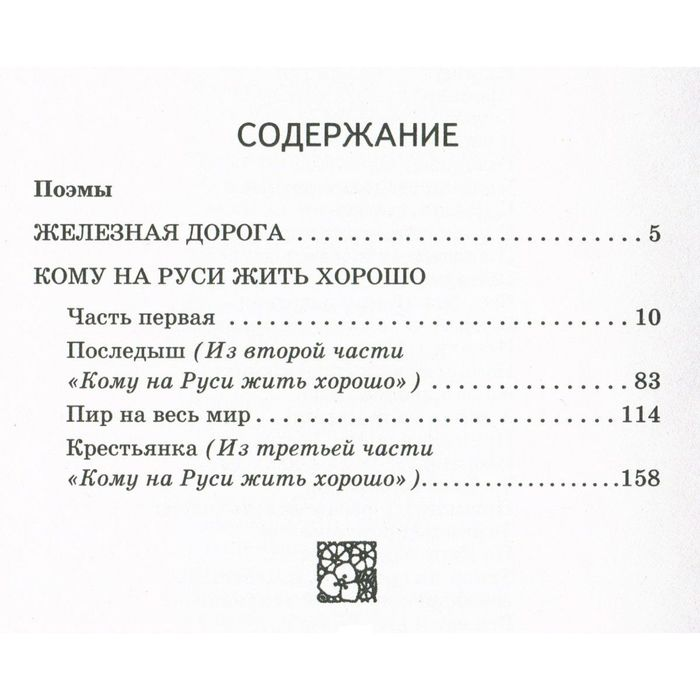 СОДЕРЖАНИЕ
Поэмы
ЖЕЛЕЗНАЯ ДОРОГА ........................ 5
КОМУ НА РУСИ ЖИТЬ ХОРОШО
Часть первая ........................ 10
Последыш (Из второй части
«Кому на Руси жить хорошо») ........................ 83
Пир на весь мир ........................ 114
Крестьянка (Из третьей части
«Кому на Руси жить хорошо») ........................ 158